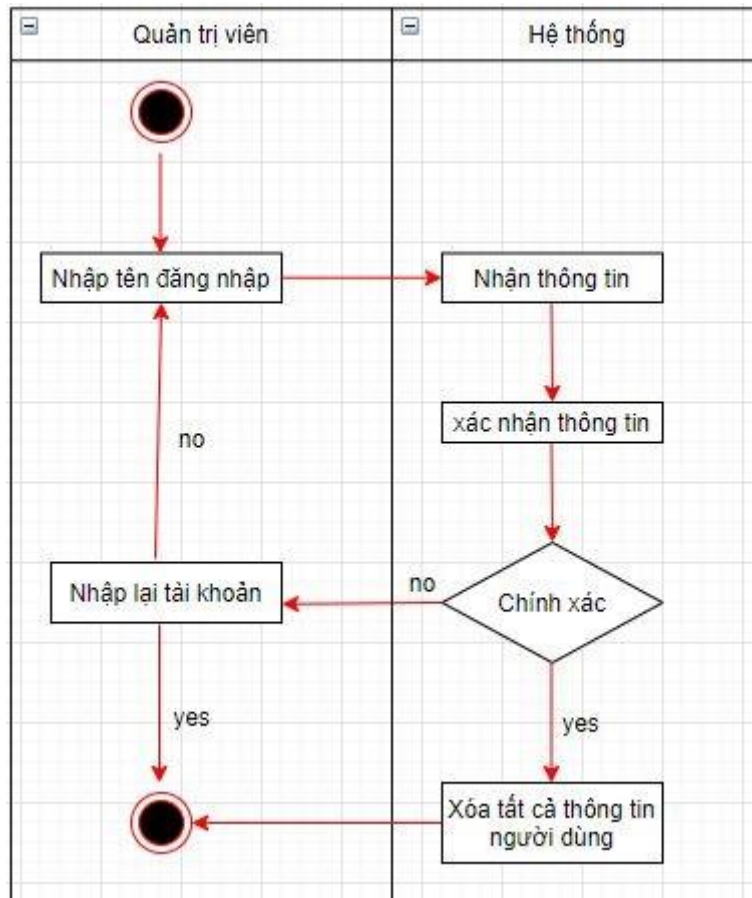 Quản trị viên
Hệ thống
Nhập tên đăng nhập
Nhận thông tin
xác nhận thông tin
no
Nhập lại tài khoản
no
Chính xác
yes
yes
Xóa tất cả thông tin
người dùng